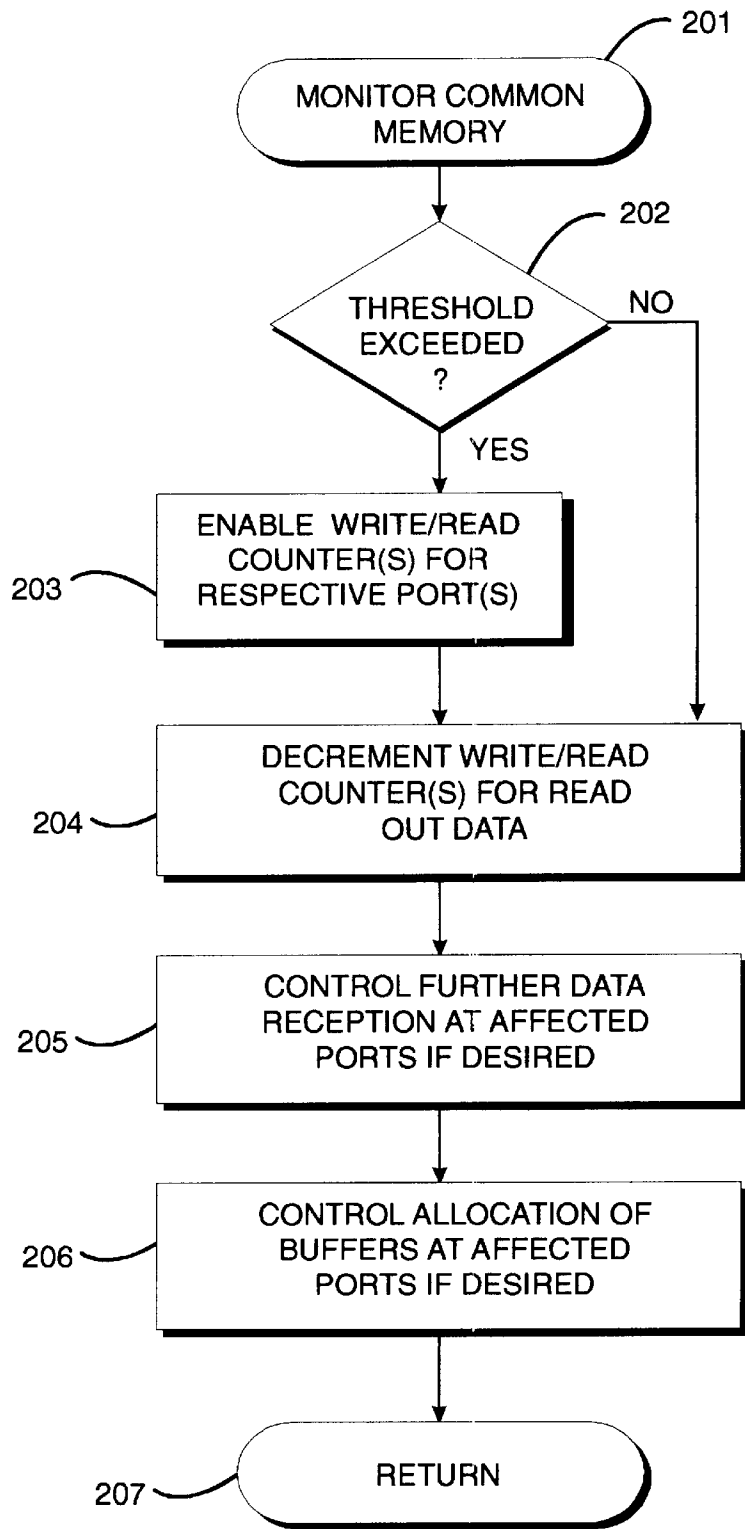 201
MONITOR COMMON
MEMORY
202
THRESHOLD
EXCEEDED
?
NO
YES
203
ENABLE WRITE/READ
COUNTER(S) FOR
RESPECTIVE PORT(S)
204
DECREMENT WRITE/READ
COUNTER(S) FOR READ
OUT DATA
205
CONTROL FURTHER DATA
RECEPTION AT AFFECTED
PORTS IF DESIRED
206
CONTROL ALLOCATION OF
BUFFERS AT AFFECTED
PORTS IF DESIRED
207
RETURN